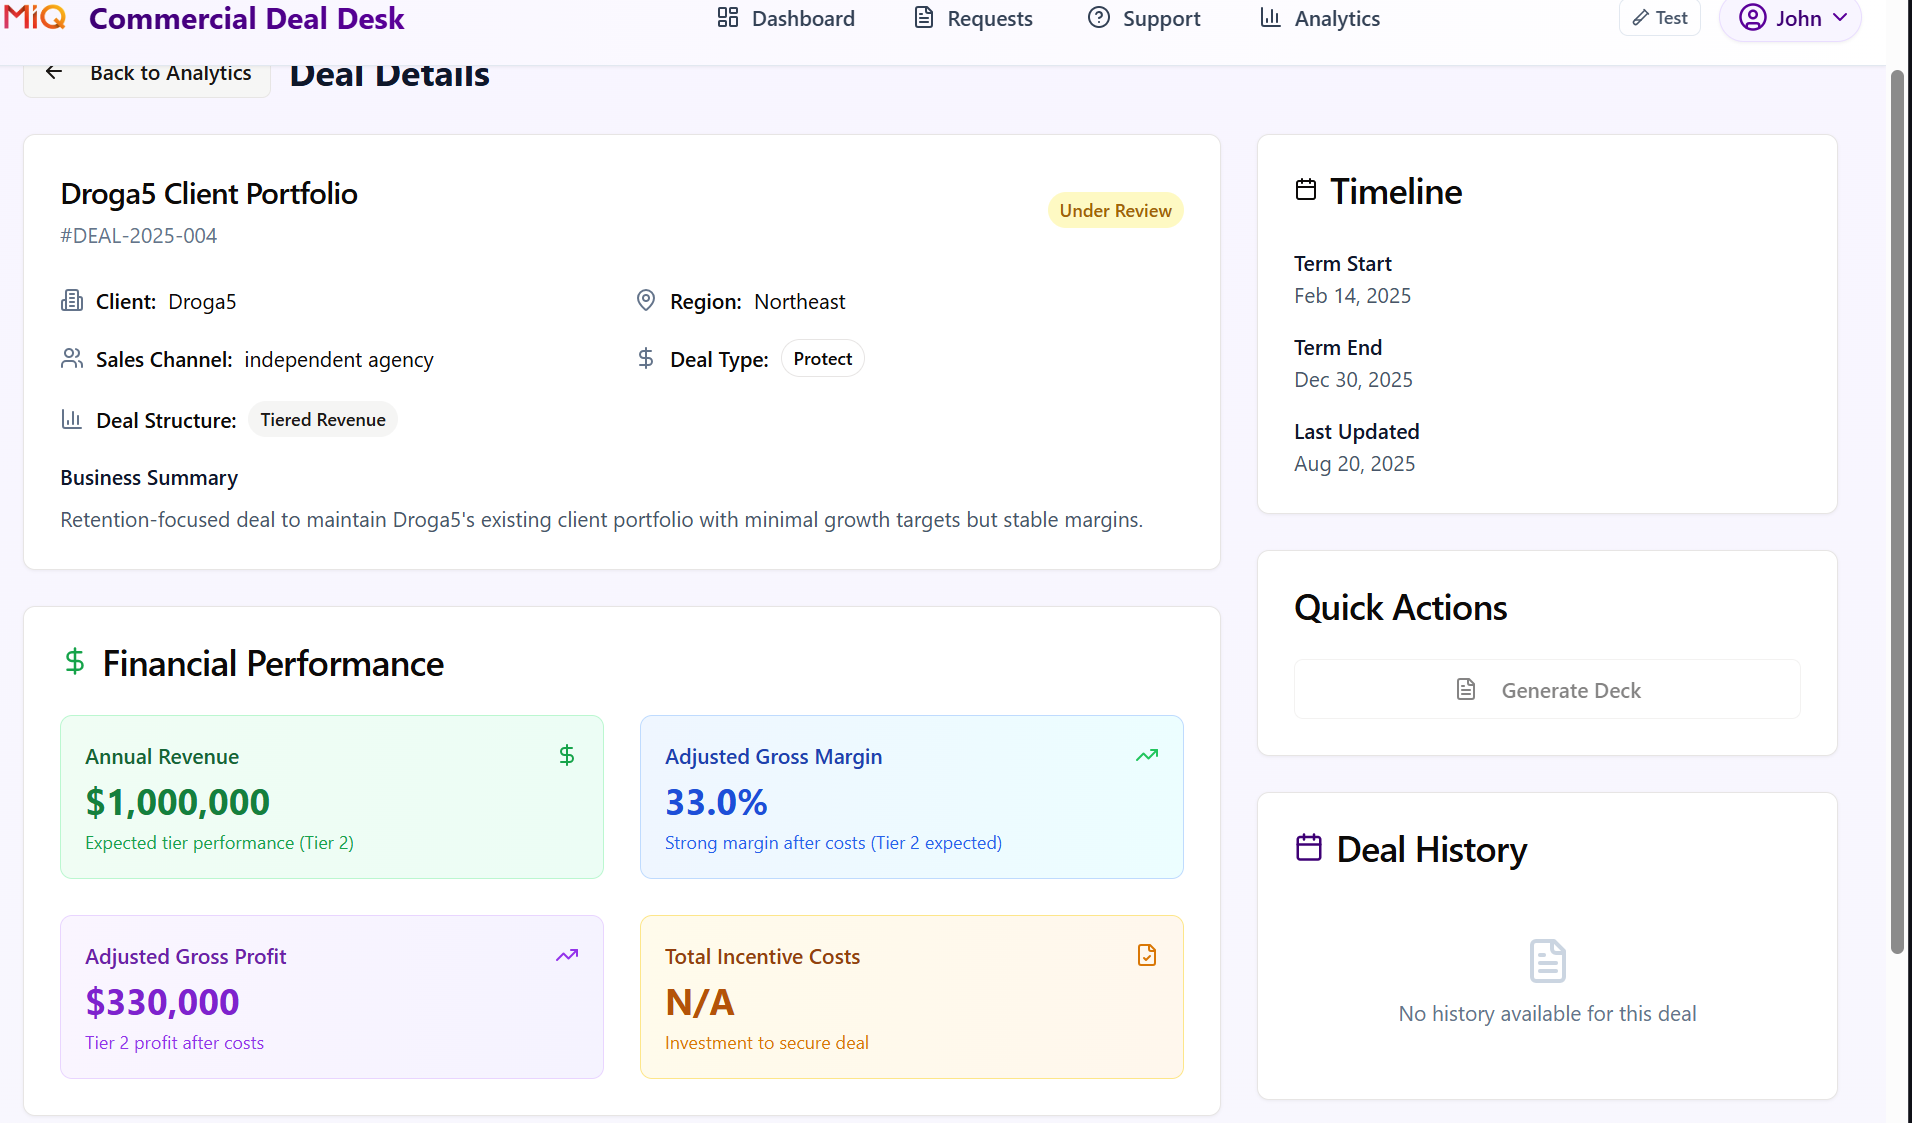 MiQ Commercial Deal Desk
Dashboard
Requests
Support
Analytics
Test
John
Back to Analytics
Deal Details
Droga5 Client Portfolio
#DEAL-2025-004
Under Review
Client: Droga5
Region: Northeast
Sales Channel: independent agency
Deal Type: Protect
Deal Structure: Tiered Revenue
Business Summary
Retention-focused deal to maintain Droga5's existing client portfolio with minimal growth targets but stable margins.
Financial Performance
Annual Revenue
$1,000,000
Expected tier performance (Tier 2)
Adjusted Gross Margin
33.0%
Strong margin after costs (Tier 2 expected)
Adjusted Gross Profit
$330,000
Tier 2 profit after costs
Total Incentive Costs
N/A
Investment to secure deal
Timeline
Term Start
Feb 14, 2025
Term End
Dec 30, 2025
Last Updated
Aug 20, 2025
Quick Actions
Generate Deck
Deal History
No history available for this deal